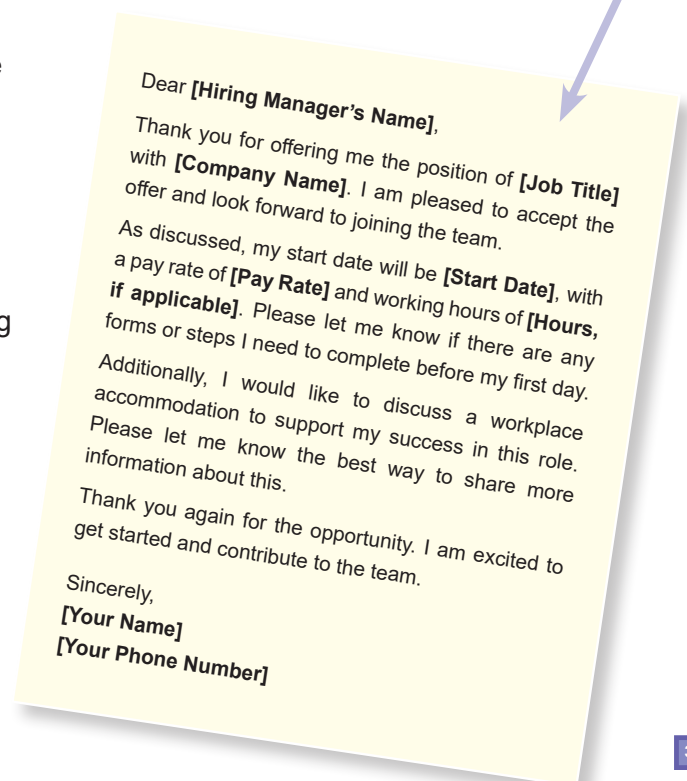 Dear [Hiring Manager’s Name],
Thank you for offering me the position of [Job Title]
with [Company Name]. I am pleased to accept the
offer and look forward to joining the team.
As discussed, my start date will be [Start Date], with
a pay rate of [Pay Rate] and working hours of [Hours,
if applicable]. Please let me know if there are any
forms or steps I need to complete before my first day.
Additionally, I would like to discuss a workplace
accommodation to support my success in this role.
Please let me know the best way to share more
information about this.
Thank you again for the opportunity. I am excited to
get started and contribute to the team.
Sincerely,
[Your Name]
[Your Phone Number]